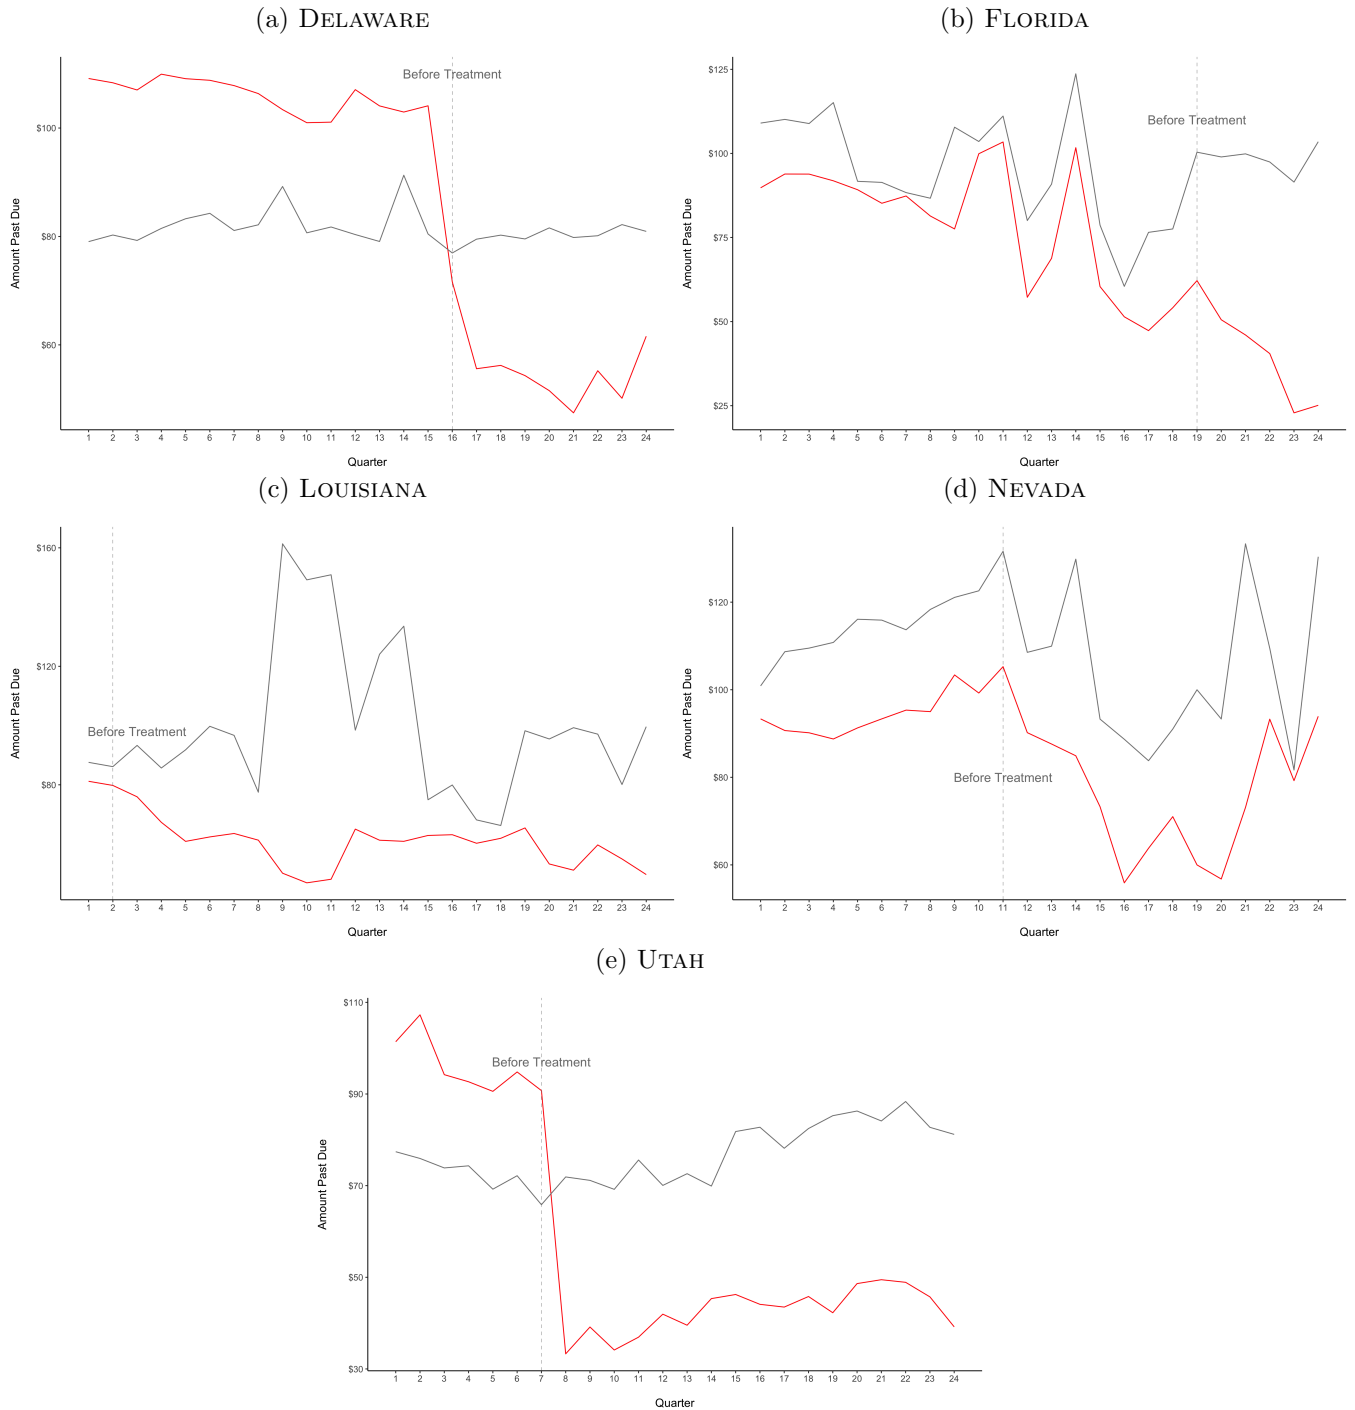 (a) Delaware
Before Treatment
$100
$80
$60
Amount Past Due
1 2 3 4 5 6 7 8 9 10 11 12 13 14 15 16 17 18 19 20 21 22 23 24
Quarter
(b) Florida
$125
Before Treatment
$100
$75
$50
$25
Amount Past Due
1 2 3 4 5 6 7 8 9 10 11 12 13 14 15 16 17 18 19 20 21 22 23 24
Quarter
(c) Louisiana
$160
$120
Before Treatment
$80
Amount Past Due
1 2 3 4 5 6 7 8 9 10 11 12 13 14 15 16 17 18 19 20 21 22 23 24
Quarter
(d) Nevada
$120
$100
$80
Before Treatment
$60
Amount Past Due
1 2 3 4 5 6 7 8 9 10 11 12 13 14 15 16 17 18 19 20 21 22 23 24
Quarter
(e) Utah
$110
Before Treatment
$90
$70
$50
$30
Amount Past Due
1 2 3 4 5 6 7 8 9 10 11 12 13 14 15 16 17 18 19 20 21 22 23 24
Quarter